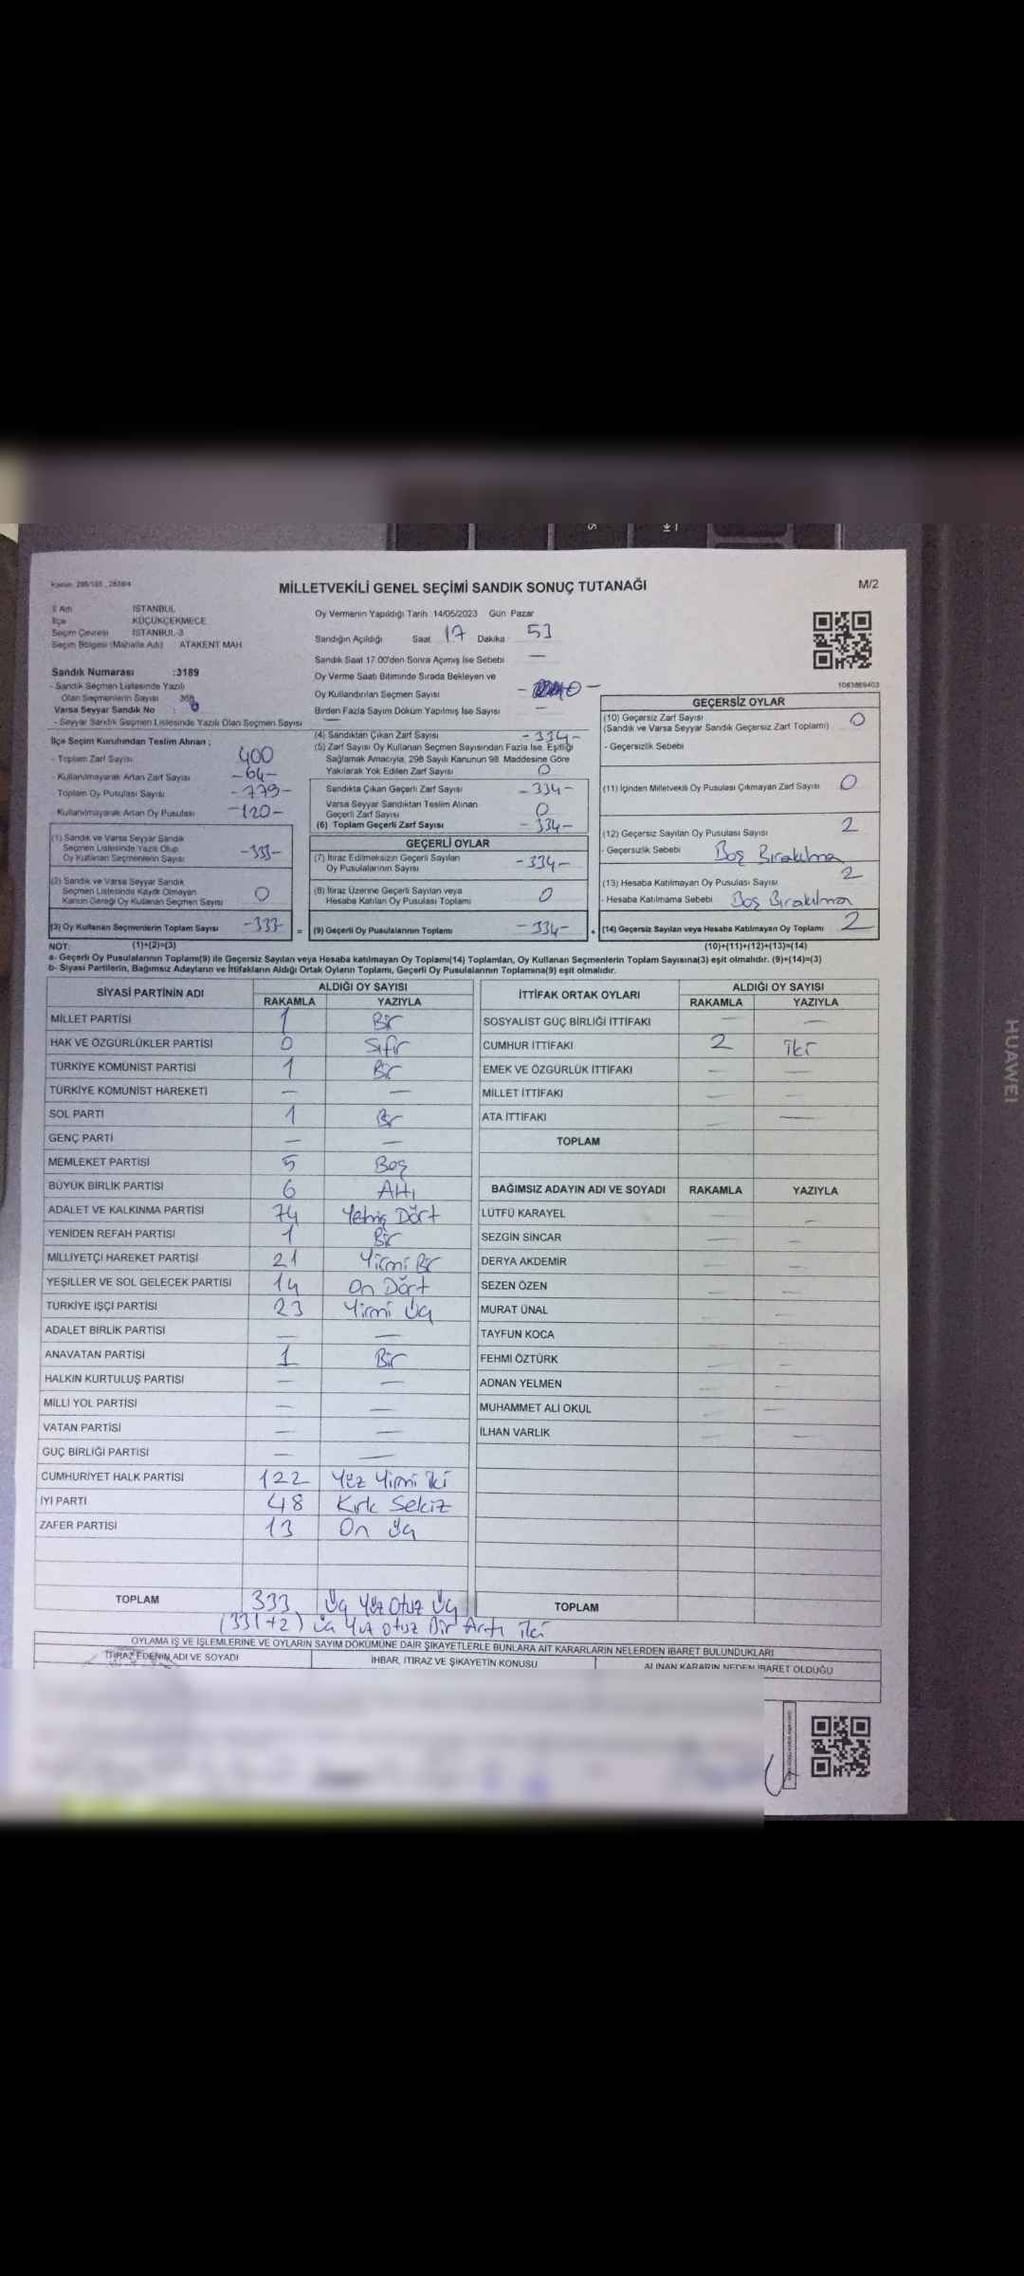 MİLLETVEKİLİ GENEL SEÇİMİ SANDIK SONUÇ TUTANAĞI
M/2
İl Adı İSTANBUL
İlçe KÜÇÜKÇEKMECE
Seçim Çevresi İSTANBUL-3
Seçim Bölgesi (Mahalle Adı) ATAKENT MAH
Sandık Numarası :3189
- Sandık Seçmen Listesinde Yazılı
Olan Seçmenlerin Sayısı
Varsa Seyyar Sandık No : 0
- Seyyar Sandık Seçmen Listesinde Yazılı Olan Seçmen Sayısı
Oy Vermenin Yapıldığı Tarih 14/05/2023 Gün Pazar
Sandığın Açıldığı Saat 17 Dakika 53
Sandık Saat 17.00'den Sonra Açılmış İse Sebebi —
Oy Verme Saati Bitiminde Sırada Bekleyen ve
Oy Kullandırılan Seçmen Sayısı -0-
Birden Fazla Sayım Döküm Yapılmış İse Sayısı —
1063869403
İlçe Seçim Kurulundan Teslim Alınan ;
- Toplam Zarf Sayısı 400
- Kullanılmayarak Artan Zarf Sayısı -64-
Toplam Oy Pusulası Sayısı -779-
Kullanılmayarak Artan Oy Pusulası -120-
(1) Sandık ve Varsa Seyyar Sandık
Seçmen Listesinde Yazılı Olup
Oy Kullanan Seçmenlerin Sayısı -333-
(2) Sandık ve Varsa Seyyar Sandık
Seçmen Listesinde Kaydı Olmayan
Kanun Gereği Oy Kullanan Seçmen Sayısı 0
(3) Oy Kullanan Seçmenlerin Toplam Sayısı -333- =
(4) Sandıktan Çıkan Zarf Sayısı -334-
(5) Zarf Sayısı Oy Kullanan Seçmen Sayısından Fazla İse, Eşitliği
Sağlamak Amacıyla, 298 Sayılı Kanunun 98. Maddesine Göre
Yakılarak Yok Edilen Zarf Sayısı 0
Sandıkta Çıkan Geçerli Zarf Sayısı -334-
Varsa Seyyar Sandıktan Teslim Alınan
Geçerli Zarf Sayısı 0
(6) Toplam Geçerli Zarf Sayısı -334-
GEÇERLİ OYLAR
(7) İtiraz Edilmeksizin Geçerli Sayılan
Oy Pusulalarının Sayısı -334-
(8) İtiraz Üzerine Geçerli Sayılan veya
Hesaba Katılan Oy Pusulası Toplamı 0
(9) Geçerli Oy Pusulalarının Toplamı -334- +
GEÇERSİZ OYLAR
(10) Geçersiz Zarf Sayısı 0
(Sandık ve Varsa Seyyar Sandık Geçersiz Zarf Toplamı)
- Geçersizlik Sebebi
(11) İçinden Milletvekili Oy Pusulası Çıkmayan Zarf Sayısı 0
(12) Geçersiz Sayılan Oy Pusulası Sayısı 2
- Geçersizlik Sebebi Boş Bırakılma
(13) Hesaba Katılmayan Oy Pusulası Sayısı 2
- Hesaba Katılmama Sebebi Boş Bırakılma
(14) Geçersiz Sayılan veya Hesaba Katılmayan Oy Toplamı 2
NOT: (1)+(2)=(3) (10)+(11)+(12)+(13)=(14)
a- Geçerli Oy Pusulalarının Toplamı(9) ile Geçersiz Sayılan veya Hesaba katılmayan Oy Toplamı(14) Toplamları, Oy Kullanan Seçmenlerin Toplam Sayısına(3) eşit olmalıdır. (9)+(14)=(3)
b- Siyasi Partilerin, Bağımsız Adayların ve İttifakların Aldığı Ortak Oyların Toplamı, Geçerli Oy Pusulalarının Toplamına(9) eşit olmalıdır.
SİYASİ PARTİNİN ADI ALDIĞI OY SAYISI
RAKAMLA YAZIYLA
MİLLET PARTİSİ 1 Bir
HAK VE ÖZGÜRLÜKLER PARTİSİ 0 Sıfır
TÜRKİYE KOMÜNİST PARTİSİ 1 Bir
TÜRKİYE KOMÜNİST HAREKETİ — —
SOL PARTİ 1 Bir
GENÇ PARTİ — —
MEMLEKET PARTİSİ 5 Beş
BÜYÜK BİRLİK PARTİSİ 6 Altı
ADALET VE KALKINMA PARTİSİ 74 Yetmiş Dört
YENİDEN REFAH PARTİSİ 1 Bir
MİLLİYETÇİ HAREKET PARTİSİ 21 Yirmi Bir
YEŞİLLER VE SOL GELECEK PARTİSİ 14 On Dört
TÜRKİYE İŞÇİ PARTİSİ 23 Yirmi Üç
ADALET BİRLİK PARTİSİ — —
ANAVATAN PARTİSİ 1 Bir
HALKIN KURTULUŞ PARTİSİ — —
MİLLİ YOL PARTİSİ — —
VATAN PARTİSİ — —
GÜÇ BİRLİĞİ PARTİSİ — —
CUMHURİYET HALK PARTİSİ 122 Yüz Yirmi İki
İYİ PARTİ 48 Kırk Sekiz
ZAFER PARTİSİ 13 On Üç
TOPLAM 333 Üç Yüz Otuz Üç
(331+2) Üç Yüz Otuz Bir Artı İki
İTTİFAK ORTAK OYLARI ALDIĞI OY SAYISI
RAKAMLA YAZIYLA
SOSYALİST GÜÇ BİRLİĞİ İTTİFAKI — —
CUMHUR İTTİFAKI 2 İki
EMEK VE ÖZGÜRLÜK İTTİFAKI — —
MİLLET İTTİFAKI — —
ATA İTTİFAKI — —
TOPLAM
BAĞIMSIZ ADAYIN ADI VE SOYADI RAKAMLA YAZIYLA
LÜTFÜ KARAYEL — —
SEZGİN SİNCAR — —
DERYA AKDEMİR — —
SEZEN ÖZEN — —
MURAT ÜNAL — —
TAYFUN KOCA — —
FEHMİ ÖZTÜRK — —
ADNAN YELMEN — —
MUHAMMET ALİ OKUL — —
İLHAN VARLIK — —
TOPLAM
OYLAMA İŞ VE İŞLEMLERİNE VE OYLARIN SAYIM DÖKÜMÜNE DAİR ŞİKAYETLERLE BUNLARA AİT KARARLARIN NELERDEN İBARET BULUNDUKLARI
İTİRAZ EDENİN ADI VE SOYADI İHBAR, İTİRAZ VE ŞİKAYETİN KONUSU ALINAN KARARIN NEDEN İBARET OLDUĞU
HUAWEI